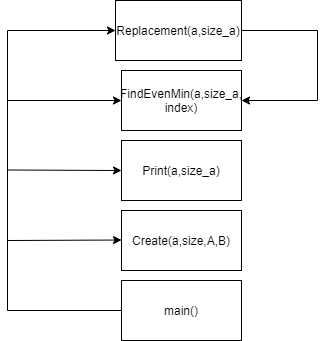 Replacement(a,size_a)
FindEvenMin(a,size_a,
index)
Print(a,size_a)
Create(a,size,A,B)
main()